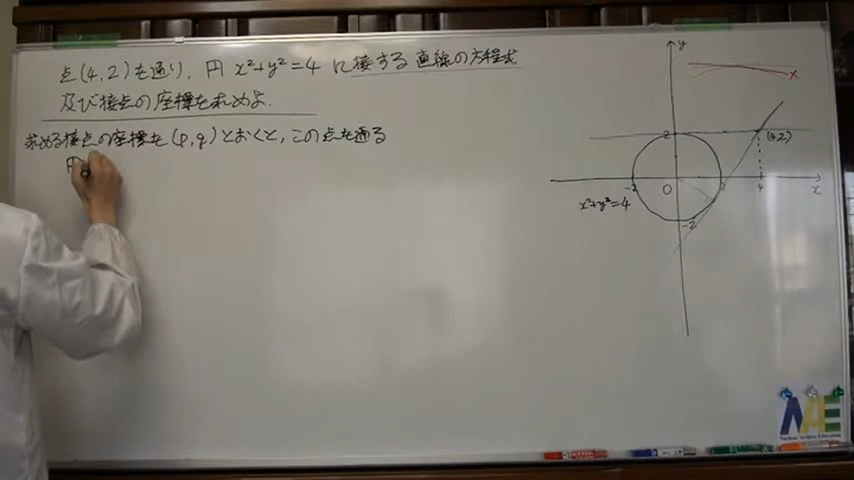 点(4,2)を通り, 円 x²+y²=4 に接する直線の方程式
及び接点の座標を求めよ.
求める接点の座標を(p,q)とおくと,この点を通る
円
y
x
2
(4,2)
-2
O
2
4
x²+y²=4
-2